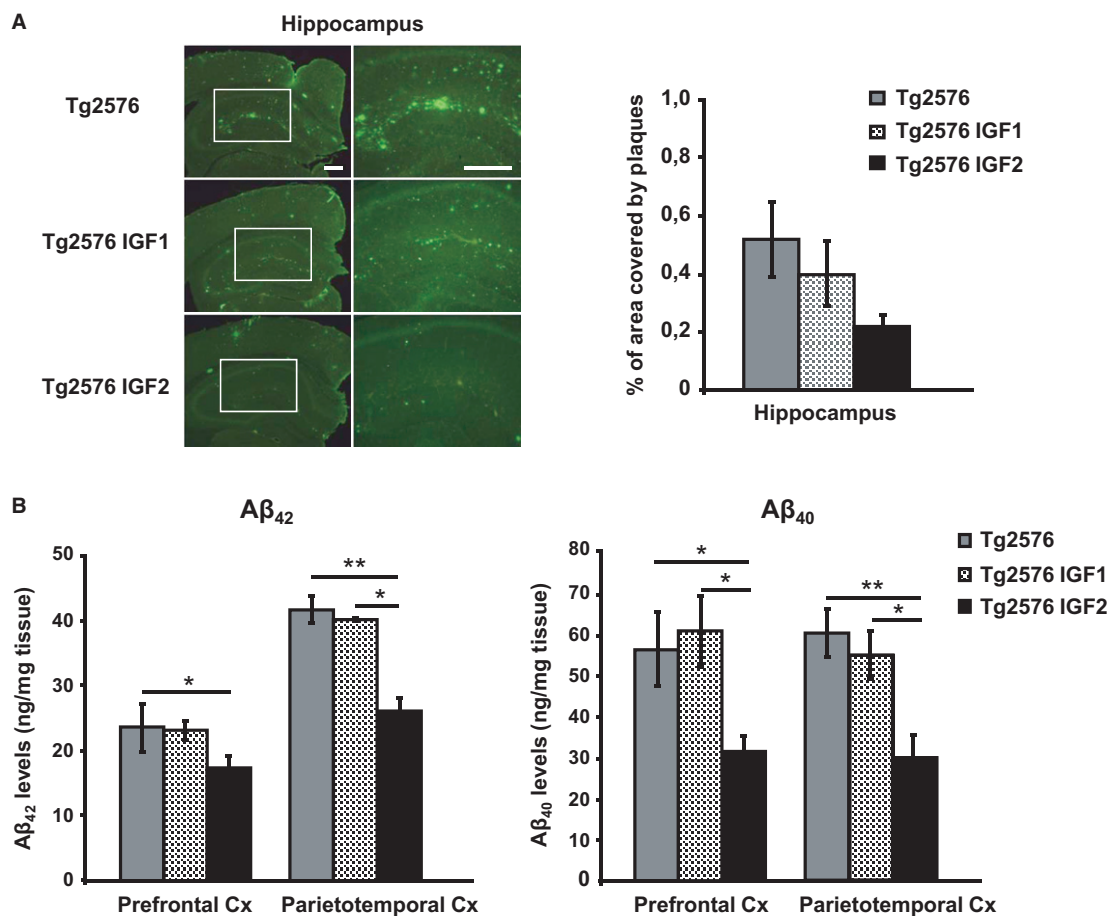 A
Hippocampus
Tg2576
Tg2576 IGF1
Tg2576 IGF2
% of area covered by plaques
1,0
0,8
0,6
0,4
0,2
0
Hippocampus
Tg2576
Tg2576 IGF1
Tg2576 IGF2
B
Aβ₄₂
Aβ₄₂ levels (ng/mg tissue)
50
40
30
20
10
0
*
**
*
Prefrontal Cx
Parietotemporal Cx
Aβ₄₀
Aβ₄₀ levels (ng/mg tissue)
80
70
60
50
40
30
20
10
0
*
*
**
*
Prefrontal Cx
Parietotemporal Cx
Tg2576
Tg2576 IGF1
Tg2576 IGF2